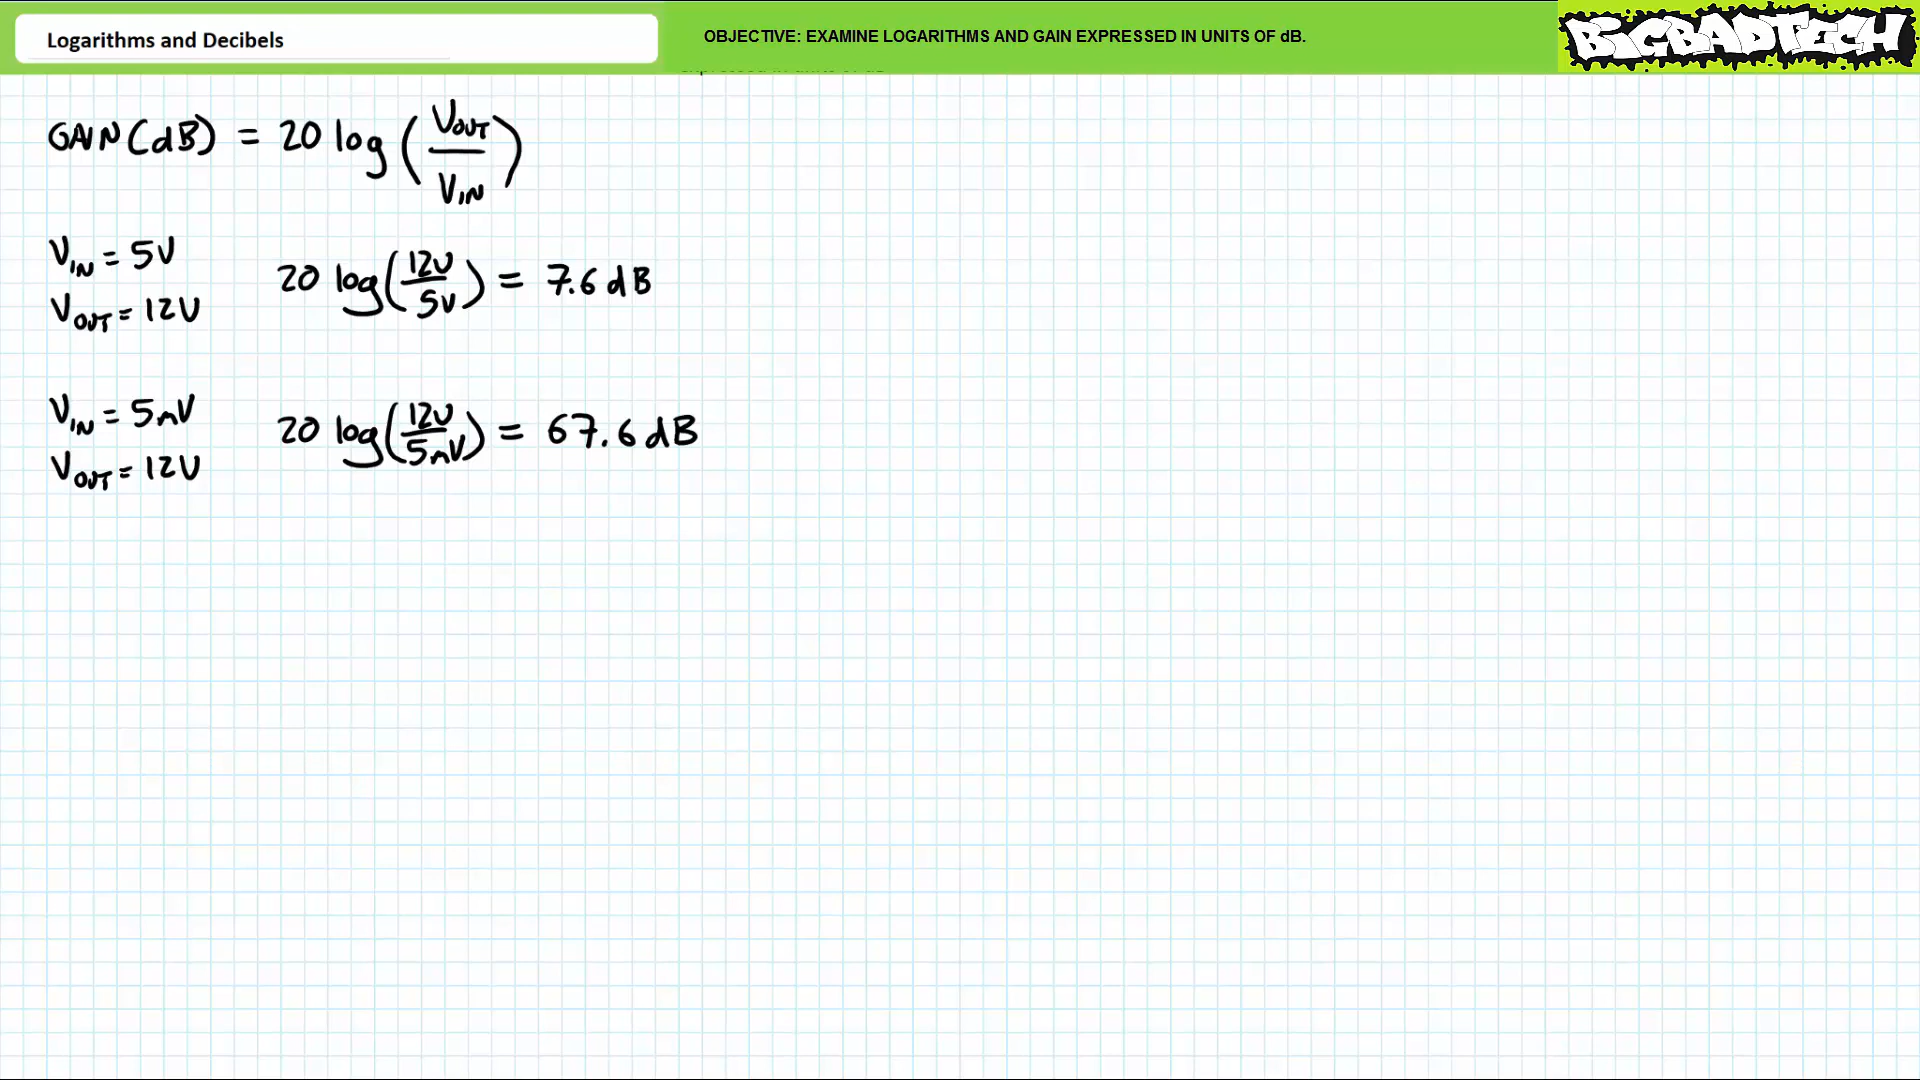 Logarithms and Decibels
OBJECTIVE: EXAMINE LOGARITHMS AND GAIN EXPRESSED IN UNITS OF dB.
BIGBADTECH
GAIN(dB) = 20 log (VOUT / VIN)
VIN = 5V
VOUT = 12V
20 log (12V / 5V) = 7.6 dB
VIN = 5mV
VOUT = 12V
20 log (12V / 5mV) = 67.6 dB